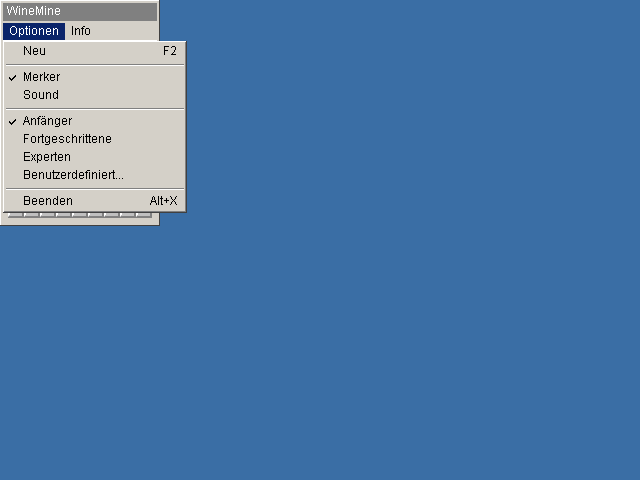 WineMine
Optionen Info
Neu F2
Merker
Sound
Anfänger
Fortgeschrittene
Experten
Benutzerdefiniert...
Beenden Alt+X